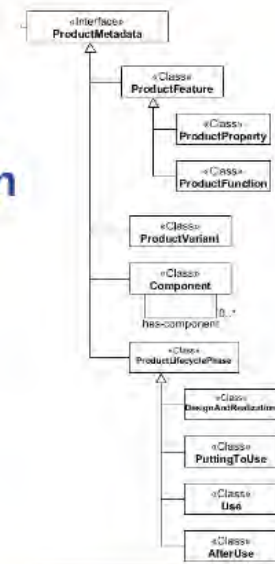 «Interface»
ProductMetadata
«Class»
ProductFeature
«Class»
ProductProperty
«Class»
ProductFunction
n
«Class»
ProductVariant
«Class»
Component
0..*
has-component
«Class»
ProductLifecyclePhase
«Class»
DesignAndRealization
«Class»
PuttingToUse
«Class»
Use
«Class»
AfterUse